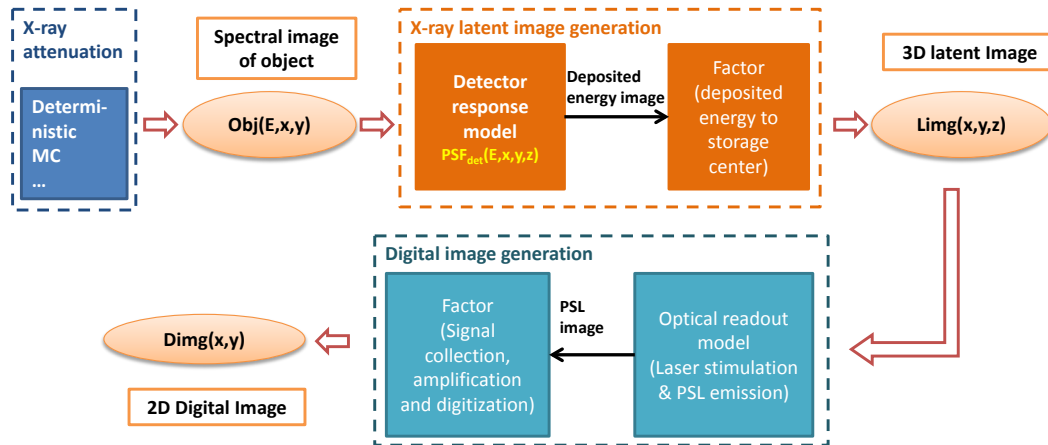 X-ray
attenuation
Determi-
nistic
MC
...
Spectral image
of object
Obj(E,x,y)
X-ray latent image generation
Detector
response
model
PSFdet(E,x,y,z)
Deposited
energy image
Factor
(deposited
energy to
storage
center)
3D latent Image
Limg(x,y,z)
Digital image generation
Optical readout
model
(Laser stimulation
& PSL emission)
PSL
image
Factor
(Signal
collection,
amplification
and digitization)
Dimg(x,y)
2D Digital Image